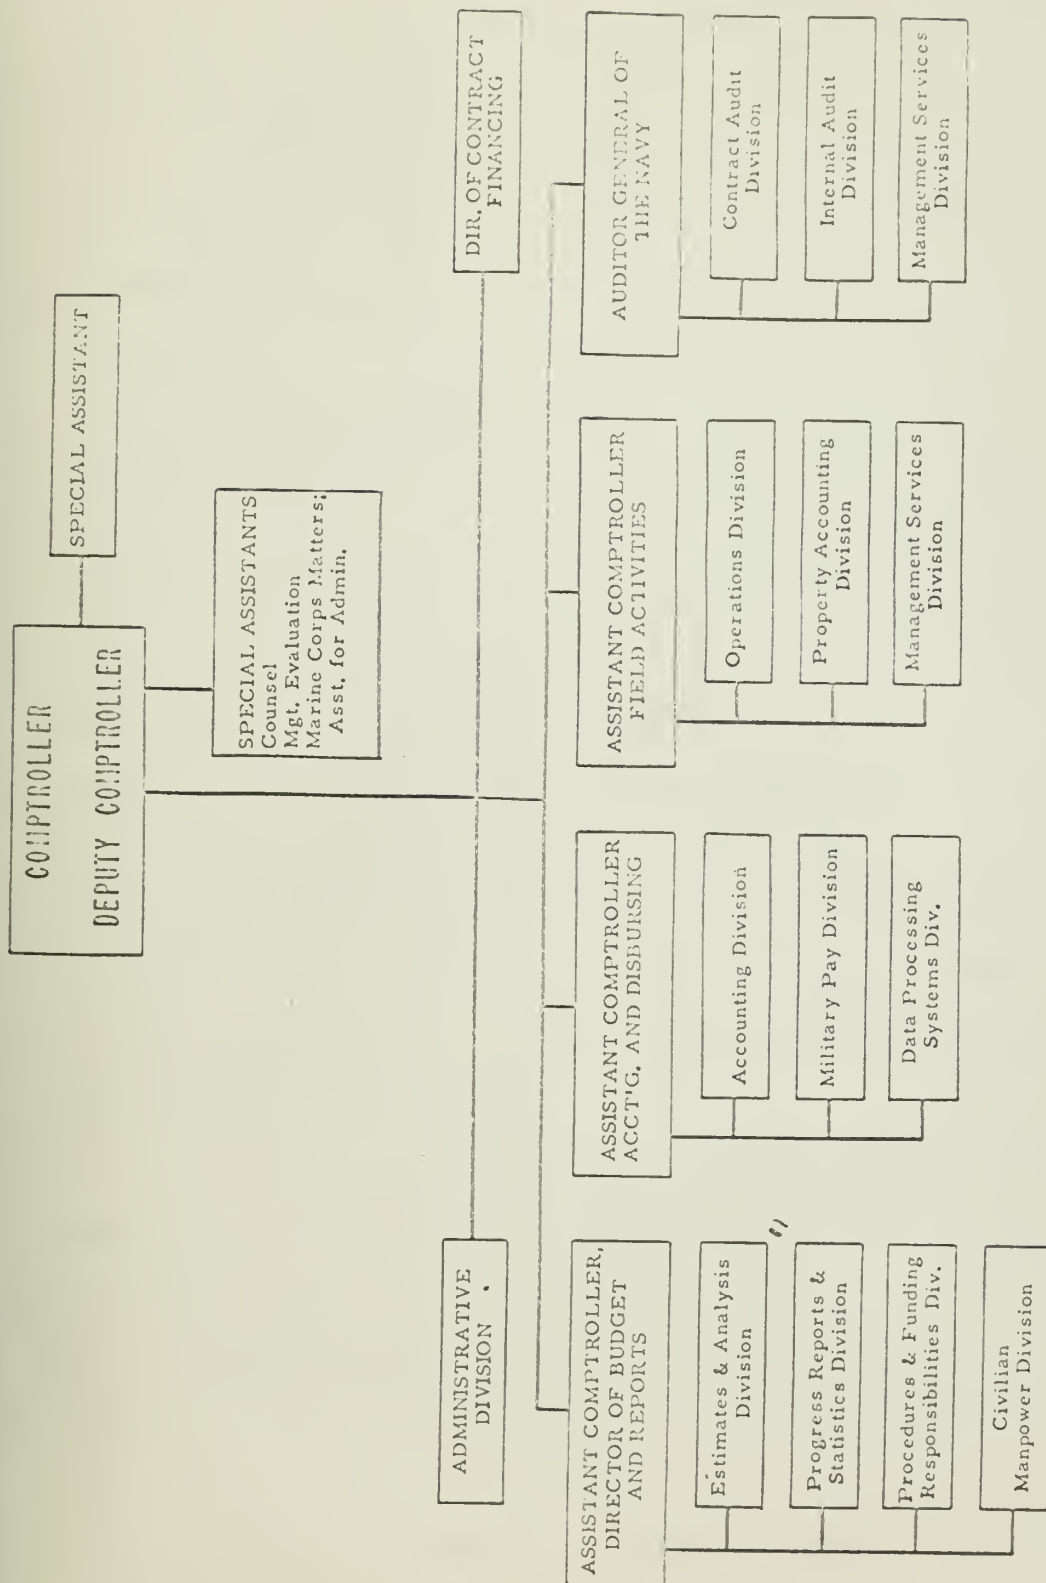 COMPTROLLER
DEPUTY COMPTROLLER
SPECIAL ASSISTANT
SPECIAL ASSISTANTS
Counsel
Mgt. Evaluation
Marine Corps Matters;
Asst. for Admin.
ADMINISTRATIVE
DIVISION .
DIR. OF CONTRACT
FINANCING
ASSISTANT COMPTROLLER,
DIRECTOR OF BUDGET
AND REPORTS
Estimates & Analysis
Division
Progress Reports &
Statistics Division
Procedures & Funding
Responsibilities Div.
Civilian
Manpower Division
ASSISTANT COMPTROLLER
ACCT'G. AND DISBURSING
Accounting Division
Military Pay Division
Data Processing
Systems Div.
ASSISTANT COMPTROLLER
FIELD ACTIVITIES
Operations Division
Property Accounting
Division
Management Services
Division
AUDITOR GENERAL OF
THE NAVY
Contract Audit
Division
Internal Audit
Division
Management Services
Division